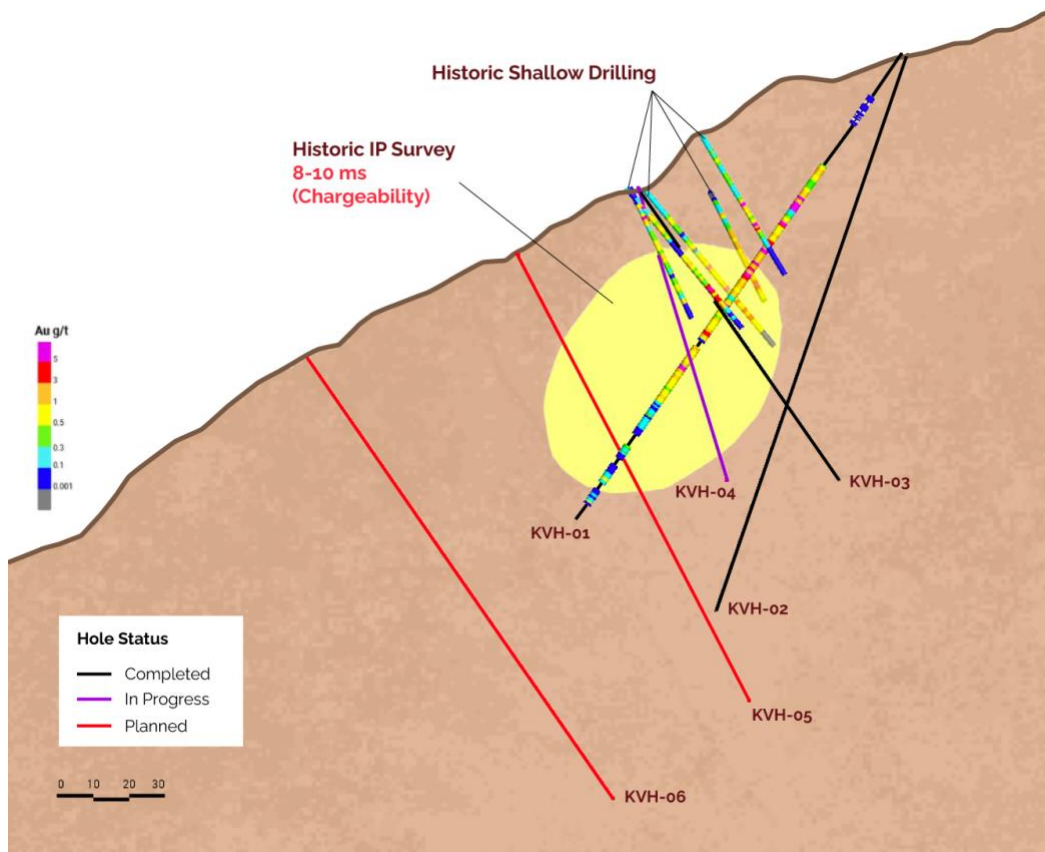 Historic Shallow Drilling
Historic IP Survey
8-10 ms
(Chargeability)
Au g/t
5
3
1
0.5
0.3
0.1
0.001
KVH-04
KVH-03
KVH-01
KVH-02
KVH-05
KVH-06
Hole Status
Completed
In Progress
Planned
0 10 20 30